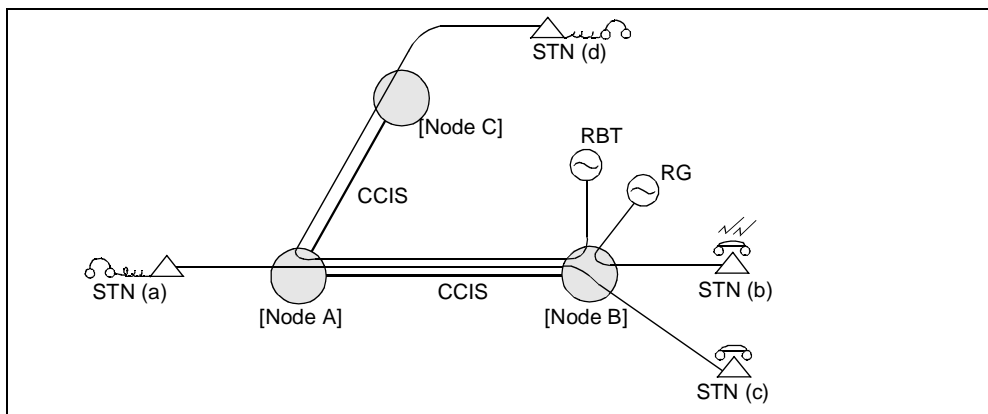 STN (d)
[Node C]
RBT
RG
CCIS
STN (a)
CCIS
STN (b)
[Node A]
[Node B]
STN (c)